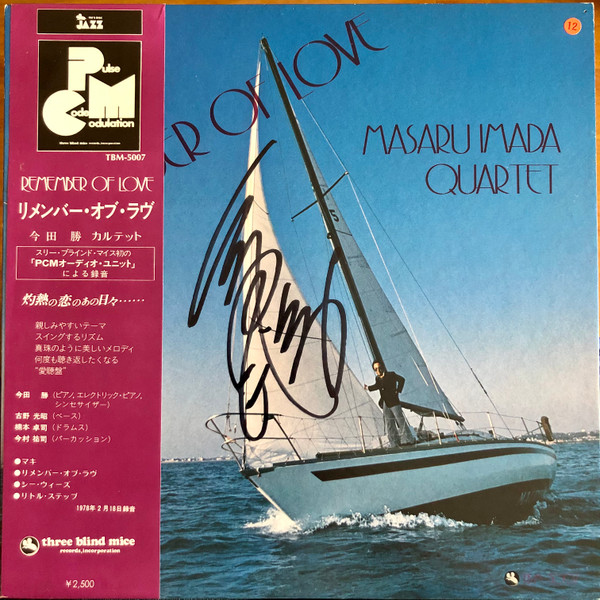 JAZZ
Pulse
Code
Modulation
three blind mice records, inc.
TBM-5007
REMEMBER OF LOVE
リメンバー・オブ・ラヴ
今田 勝 カルテット
スリー・ブラインド・マイス初の
「PCMオーディオ・ユニット」
による録音
灼熱の恋のあの日々……
親しみやすいテーマ
スイングするリズム
真珠のように美しいメロディ
何度も聴き返したくなる
“愛聴盤”
今田 勝(ピアノ, エレクトリック・ピアノ,
シンセサイザー)
古野 光昭(ベース)
楠本 卓司(ドラムス)
今村 祐司(パーカッション)
●マキ
●リメンバー・オブ・ラヴ
●シー・ウィーズ
●リトル・ステップ
1978年2月18日録音
three blind mice
records, incorporation
¥2,500
BER OF LOVE
MASARU IMADA
QUARTET
12